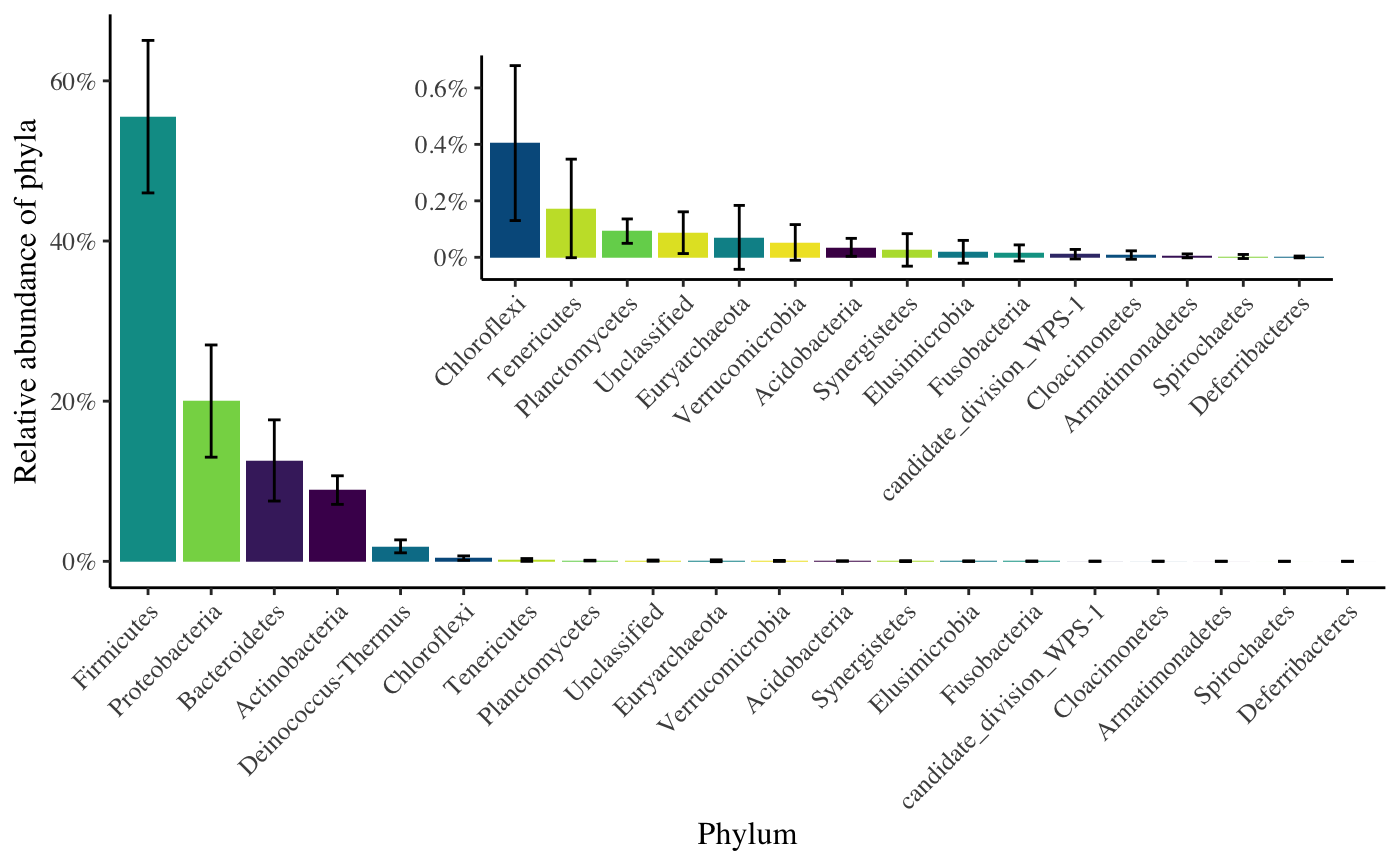 Relative abundance of phyla
60%
40%
20%
0%
0.6%
0.4%
0.2%
0%
Chloroflexi
Tenericutes
Planctomycetes
Unclassified
Euryarchaeota
Verrucomicrobia
Acidobacteria
Synergistetes
Elusimicrobia
Fusobacteria
candidate_division_WPS-1
Cloacimonetes
Armatimonadetes
Spirochaetes
Deferribacteres
Firmicutes
Proteobacteria
Bacteroidetes
Actinobacteria
Deinococcus-Thermus
Chloroflexi
Tenericutes
Planctomycetes
Unclassified
Euryarchaeota
Verrucomicrobia
Acidobacteria
Synergistetes
Elusimicrobia
Fusobacteria
candidate_division_WPS-1
Cloacimonetes
Armatimonadetes
Spirochaetes
Deferribacteres
Phylum